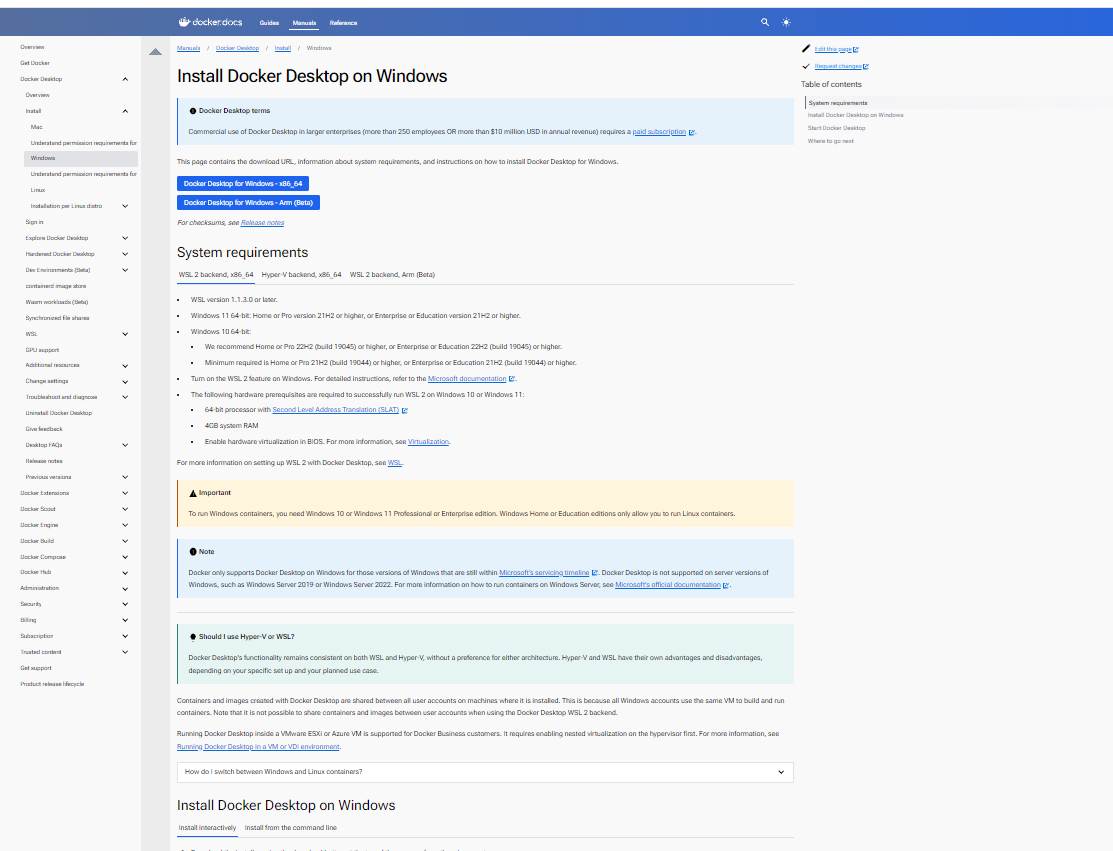 docker.docs Guides Manuals Reference
Overview
Get Docker
Docker Desktop
Overview
Install
Mac
Understand permission requirements for
Windows
Understand permission requirements for
Linux
Installation per Linux distro
Sign in
Explore Docker Desktop
Hardened Docker Desktop
Dev Environments (Beta)
containerd image store
Wasm workloads (Beta)
Synchronized file shares
WSL
GPU support
Additional resources
Change settings
Troubleshoot and diagnose
Uninstall Docker Desktop
Give feedback
Desktop FAQs
Release notes
Previous versions
Docker Extensions
Docker Scout
Docker Engine
Docker Build
Docker Compose
Docker Hub
Administration
Security
Billing
Subscription
Trusted content
Get support
Product release lifecycle
Manuals / Docker Desktop / Install / Windows
Install Docker Desktop on Windows
Docker Desktop terms
Commercial use of Docker Desktop in larger enterprises (more than 250 employees OR more than $10 million USD in annual revenue) requires a paid subscription.
This page contains the download URL, information about system requirements, and instructions on how to install Docker Desktop for Windows.
Docker Desktop for Windows - x86_64
Docker Desktop for Windows - Arm (Beta)
For checksums, see Release notes
System requirements
WSL 2 backend, x86_64 Hyper-V backend, x86_64 WSL 2 backend, Arm (Beta)
• WSL version 1.1.3.0 or later.
• Windows 11 64-bit: Home or Pro version 21H2 or higher, or Enterprise or Education version 21H2 or higher.
• Windows 10 64-bit:
• We recommend Home or Pro 22H2 (build 19045) or higher, or Enterprise or Education 22H2 (build 19045) or higher.
• Minimum required is Home or Pro 21H2 (build 19044) or higher, or Enterprise or Education 21H2 (build 19044) or higher.
• Turn on the WSL 2 feature on Windows. For detailed instructions, refer to the Microsoft documentation.
• The following hardware prerequisites are required to successfully run WSL 2 on Windows 10 or Windows 11:
• 64-bit processor with Second Level Address Translation (SLAT)
• 4GB system RAM
• Enable hardware virtualization in BIOS. For more information, see Virtualization.
For more information on setting up WSL 2 with Docker Desktop, see WSL.
Important
To run Windows containers, you need Windows 10 or Windows 11 Professional or Enterprise edition. Windows Home or Education editions only allow you to run Linux containers.
Note
Docker only supports Docker Desktop on Windows for those versions of Windows that are still within Microsoft's servicing timeline. Docker Desktop is not supported on server versions of
Windows, such as Windows Server 2019 or Windows Server 2022. For more information on how to run containers on Windows Server, see Microsoft's official documentation.
Should I use Hyper-V or WSL?
Docker Desktop's functionality remains consistent on both WSL and Hyper-V, without a preference for either architecture. Hyper-V and WSL have their own advantages and disadvantages,
depending on your specific set up and your planned use case.
Containers and images created with Docker Desktop are shared between all user accounts on machines where it is installed. This is because all Windows accounts use the same VM to build and run
containers. Note that it is not possible to share containers and images between user accounts when using the Docker Desktop WSL 2 backend.
Running Docker Desktop inside a VMware ESXi or Azure VM is supported for Docker Business customers. It requires enabling nested virtualization on the hypervisor first. For more information, see
Running Docker Desktop in a VM or VDI environment.
How do I switch between Windows and Linux containers?
Install Docker Desktop on Windows
Install interactively Install from the command line
Edit this page
Request changes
Table of contents
System requirements
Install Docker Desktop on Windows
Start Docker Desktop
Where to go next